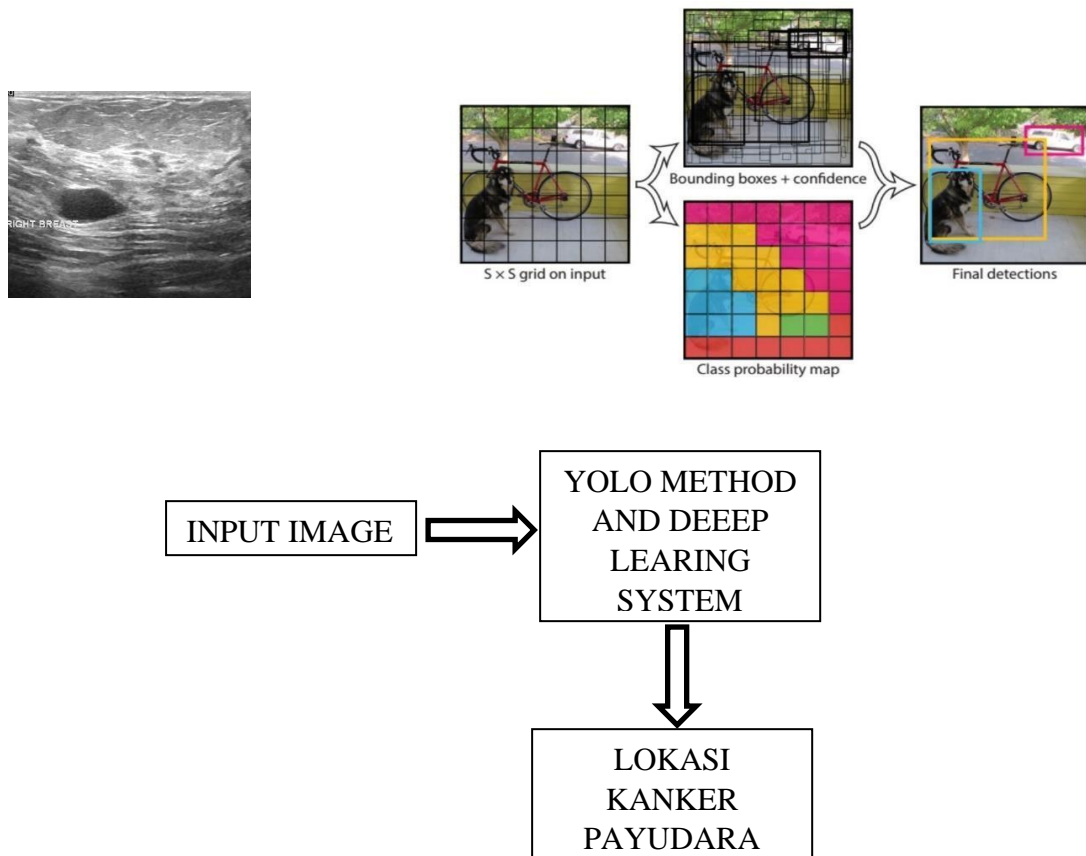 RIGHT BREAST
S × S grid on input
Bounding boxes + confidence
Class probability map
Final detections
INPUT IMAGE
YOLO METHOD
AND DEEEP
LEARING
SYSTEM
LOKASI
KANKER
PAYUDARA